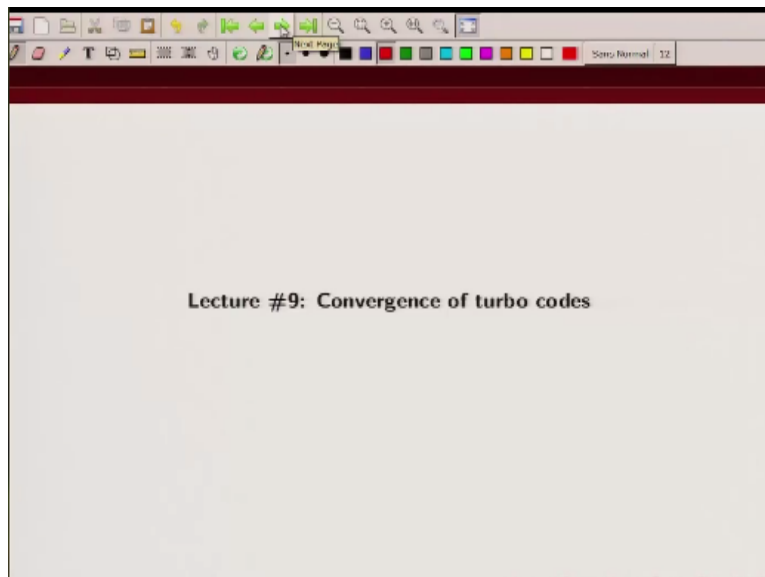 T
Next Page
Sans Normal 12
Lecture #9: Convergence of turbo codes